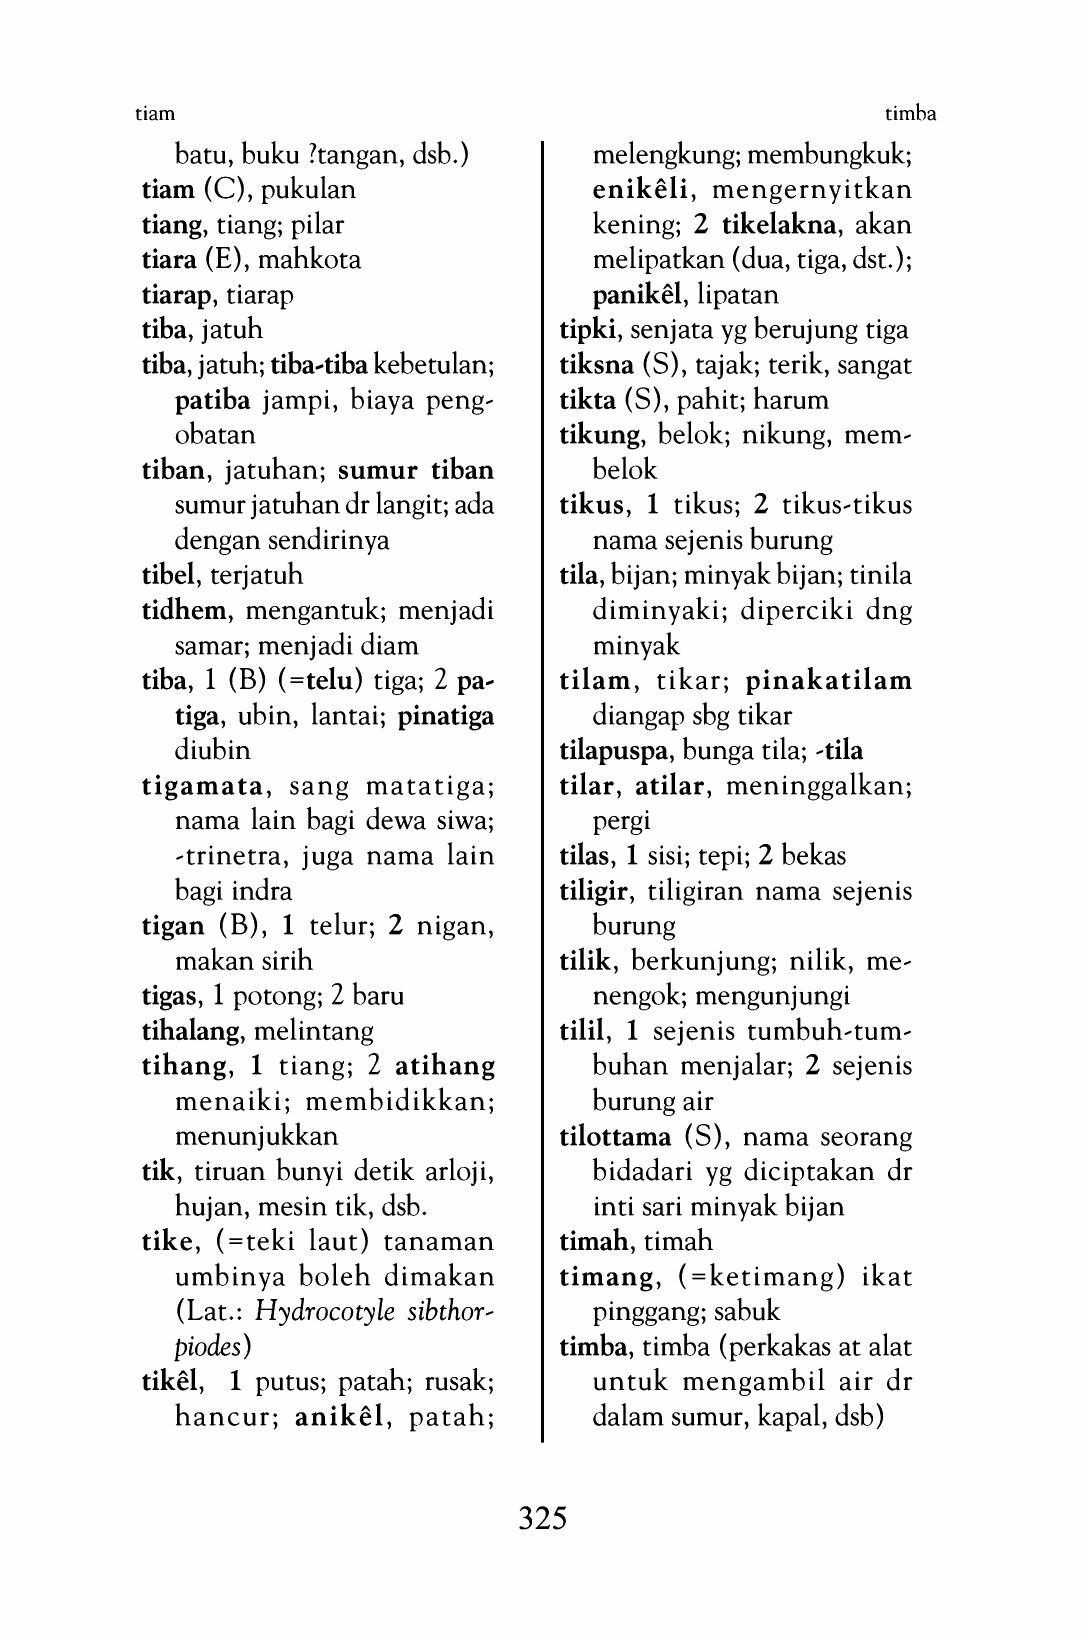 tiam
timba
batu, buku ?tangan, dsb.)
tiam (C), pukulan
tiang, tiang; pilar
tiara (E), mahkota
tiarap, tiarap
tiba, jatuh
tiba, jatuh; tiba-tiba kebetulan;
patiba jampi, biaya peng-
obatan
tiban, jatuhan; sumur tiban
sumur jatuhan dr langit; ada
dengan sendirinya
tibel, terjatuh
tidhem, mengantuk; menjadi
samar; menjadi diam
tiba, 1 (B) (=telu) tiga; 2 pa-
tiga, ubin, lantai; pinatiga
diubin
tigamata, sang matatiga;
nama lain bagi dewa siwa;
-trinetra, juga nama lain
bagi indra
tigan (B), 1 telur; 2 nigan,
makan sirih
tigas, 1 potong; 2 baru
tihalang, melintang
tihang, 1 tiang; 2 atihang
menaiki; membidikkan;
menunjukkan
tik, tiruan bunyi detik arloji,
hujan, mesin tik, dsb.
tike, (=teki laut) tanaman
umbinya boleh dimakan
(Lat.: Hydrocotyle sibthor-
piodes)
tikêl, 1 putus; patah; rusak;
hancur; anikêl, patah;
melengkung; membungkuk;
enikêli, mengernyitkan
kening; 2 tikelakna, akan
melipatkan (dua, tiga, dst.);
panikêl, lipatan
tipki, senjata yg berujung tiga
tiksna (S), tajak; terik, sangat
tikta (S), pahit; harum
tikung, belok; nikung, mem-
belok
tikus, 1 tikus; 2 tikus-tikus
nama sejenis burung
tila, bijan; minyak bijan; tinila
diminyaki; diperciki dng
minyak
tilam, tikar; pinakatilam
diangap sbg tikar
tilapuspa, bunga tila; -tila
tilar, atilar, meninggalkan;
pergi
tilas, 1 sisi; tepi; 2 bekas
tiligir, tiligiran nama sejenis
burung
tilik, berkunjung; nilik, me-
nengok; mengunjungi
tilil, 1 sejenis tumbuh-tum-
buhan menjalar; 2 sejenis
burung air
tilottama (S), nama seorang
bidadari yg diciptakan dr
inti sari minyak bijan
timah, timah
timang, (=ketimang) ikat
pinggang; sabuk
timba, timba (perkakas at alat
untuk mengambil air dr
dalam sumur, kapal, dsb)
325